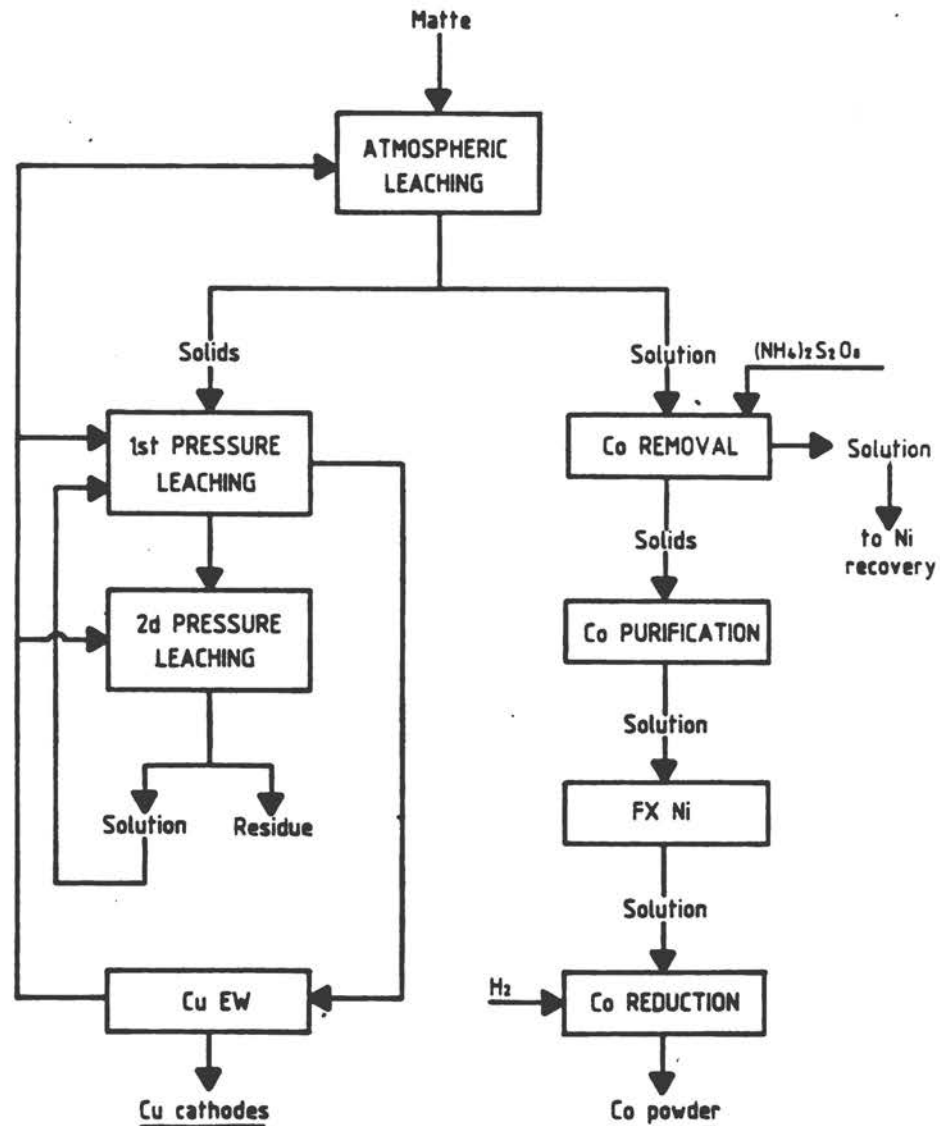 Matte
ATMOSPHERIC
LEACHING
Solids
Solution
(NH₄)₂S₂O₈
1st PRESSURE
LEACHING
Co REMOVAL
Solution
to Ni
recovery
Solids
2d PRESSURE
LEACHING
Co PURIFICATION
Solution
Solution
Residue
FX Ni
Solution
Cu EW
H₂
Co REDUCTION
Cu cathodes
Co powder